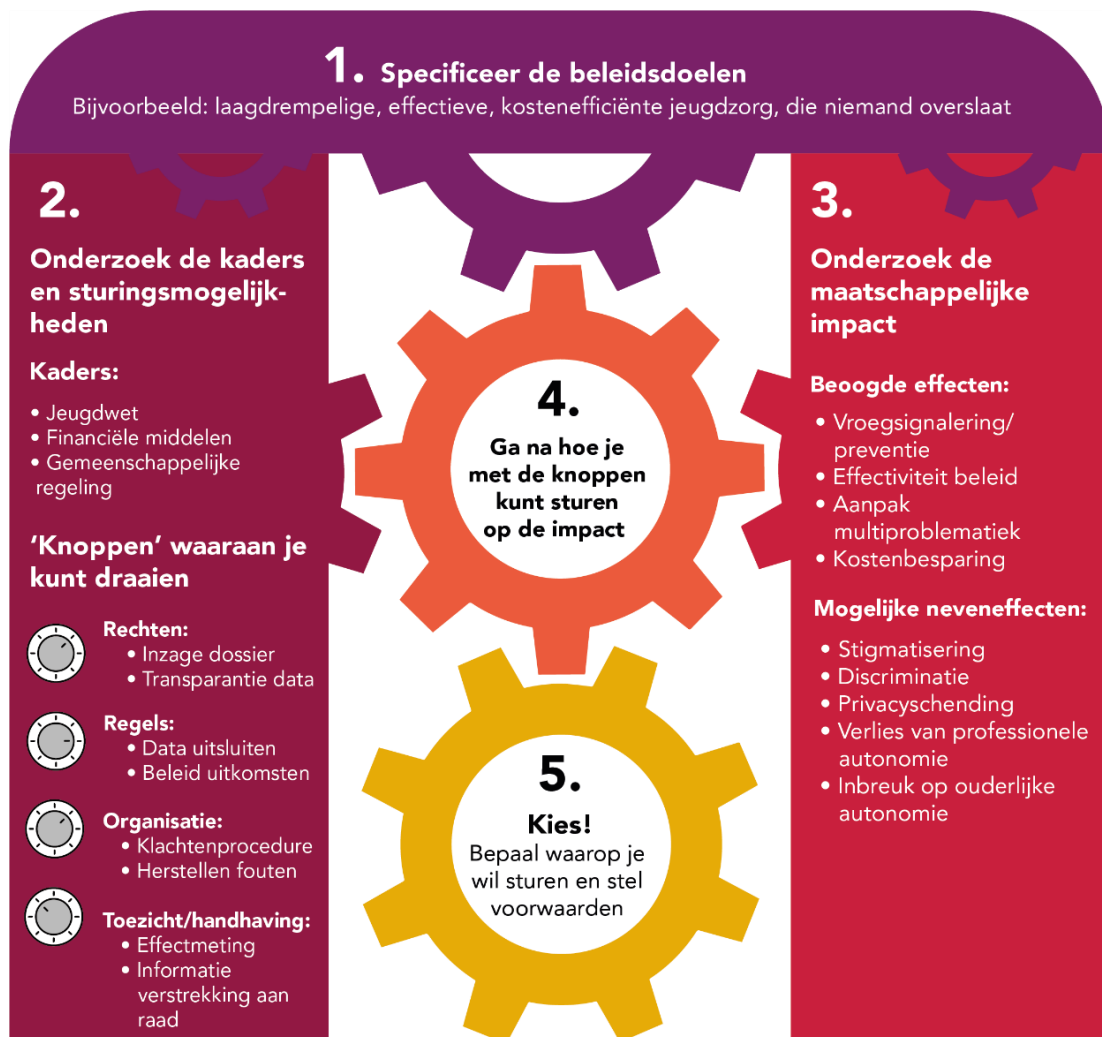 1. Specificeer de beleidsdoelen
Bijvoorbeeld: laagdrempelige, effectieve, kostenefficiënte jeugdzorg, die niemand overslaat
2.
Onderzoek de kaders
en sturingsmogelijk-
heden
Kaders:
• Jeugdwet
• Financiële middelen
• Gemeenschappelijke
regeling
‘Knoppen’ waaraan je
kunt draaien
Rechten:
• Inzage dossier
• Transparantie data
Regels:
• Data uitsluiten
• Beleid uitkomsten
Organisatie:
• Klachtenprocedure
• Herstellen fouten
Toezicht/handhaving:
• Effectmeting
• Informatie
verstrekking aan
raad
3.
Onderzoek de
maatschappelijke
impact
Beoogde effecten:
• Vroegsignalering/
preventie
• Effectiviteit beleid
• Aanpak
multiproblematiek
• Kostenbesparing
Mogelijke neveneffecten:
• Stigmatisering
• Discriminatie
• Privacyschending
• Verlies van professionele
autonomie
• Inbreuk op ouderlijke
autonomie
4.
Ga na hoe je
met de knoppen
kunt sturen
op de impact
5.
Kies!
Bepaal waarop je
wil sturen en stel
voorwaarden